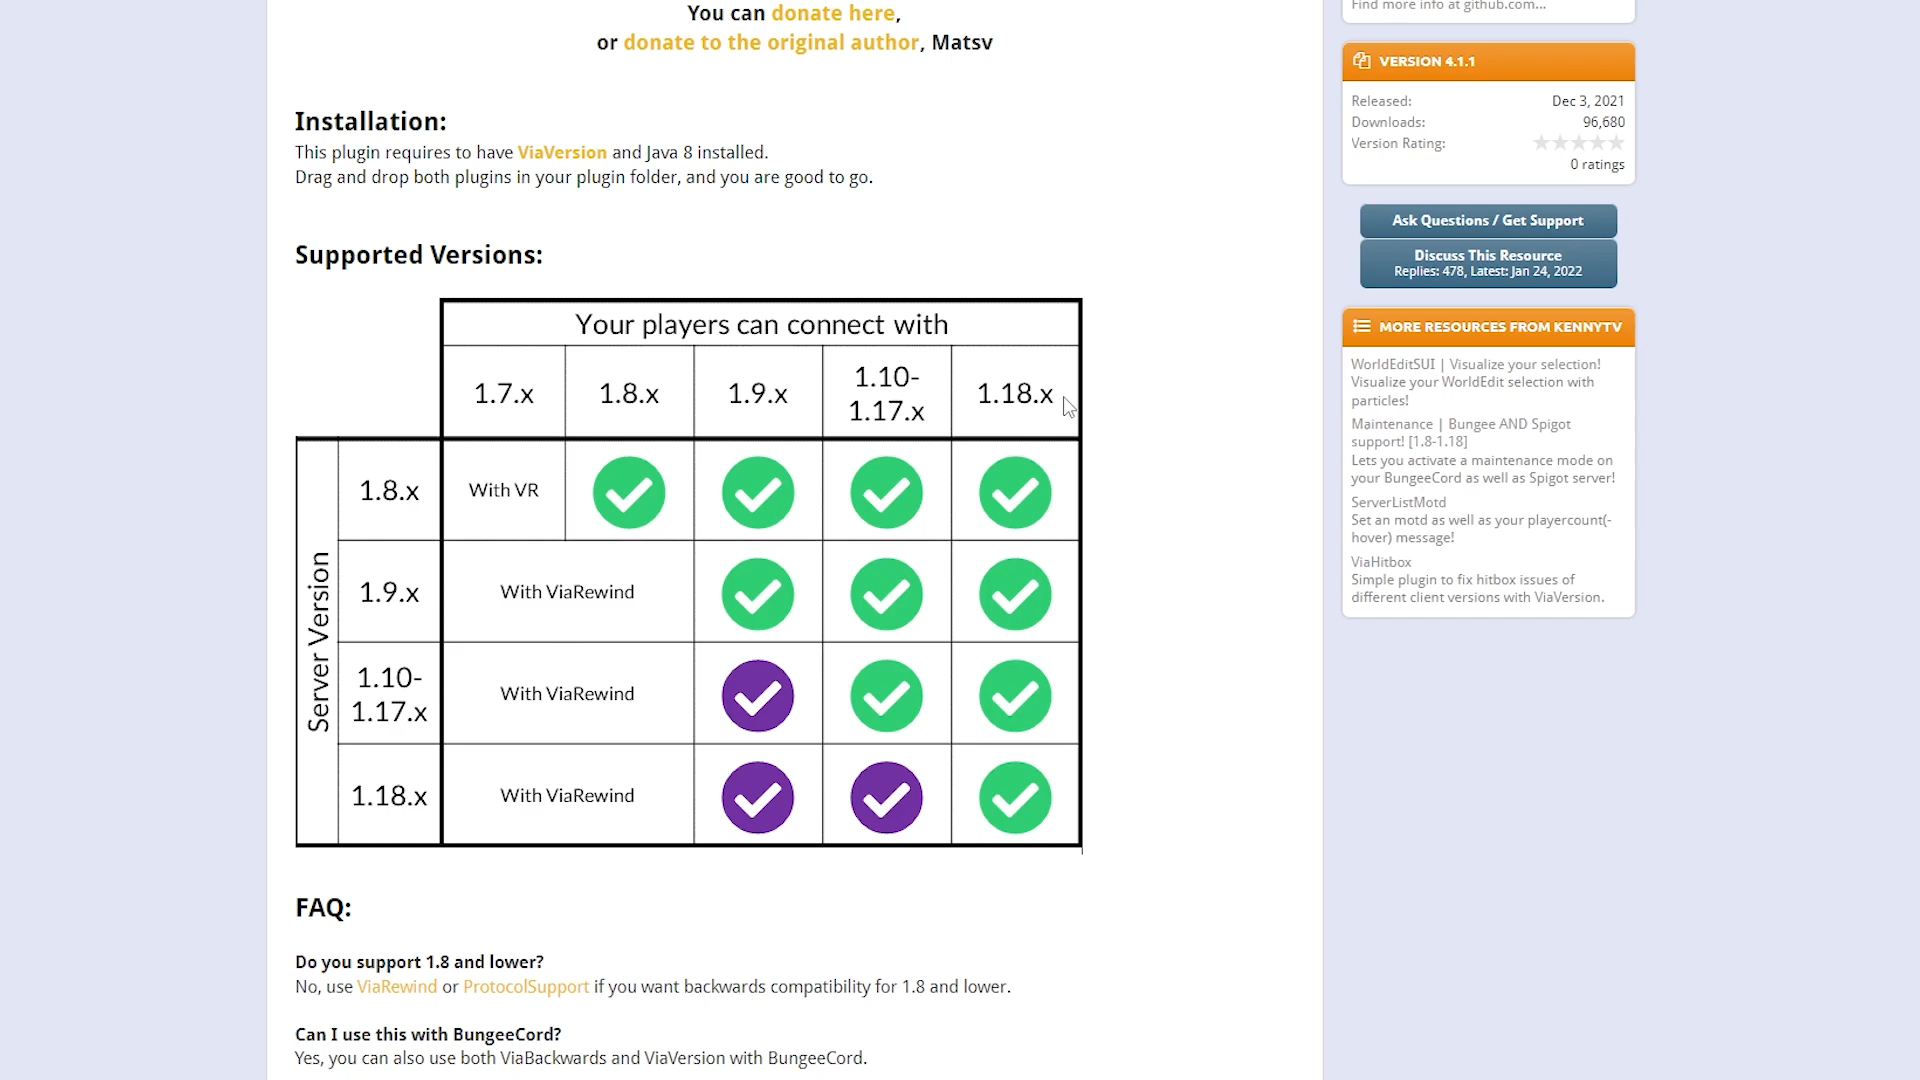 You can donate here,
or donate to the original author, Matsv
Installation:
This plugin requires to have ViaVersion and Java 8 installed.
Drag and drop both plugins in your plugin folder, and you are good to go.
Supported Versions:
Your players can connect with
1.7.x
1.8.x
1.9.x
1.10-
1.17.x
1.18.x
Server Version
1.8.x
With VR
1.9.x
With ViaRewind
1.10-
1.17.x
With ViaRewind
1.18.x
With ViaRewind
FAQ:
Do you support 1.8 and lower?
No, use ViaRewind or ProtocolSupport if you want backwards compatibility for 1.8 and lower.
Can I use this with BungeeCord?
Yes, you can also use both ViaBackwards and ViaVersion with BungeeCord.
Find more info at github.com...
VERSION 4.1.1
Released: Dec 3, 2021
Downloads: 96,680
Version Rating:
0 ratings
Ask Questions / Get Support
Discuss This Resource
Replies: 478, Latest: Jan 24, 2022
MORE RESOURCES FROM KENNYTV
WorldEditSUI | Visualize your selection!
Visualize your WorldEdit selection with
particles!
Maintenance | Bungee AND Spigot
support! [1.8-1.18]
Lets you activate a maintenance mode on
your BungeeCord as well as Spigot server!
ServerListMotd
Set an motd as well as your playercount(-
hover) message!
ViaHitbox
Simple plugin to fix hitbox issues of
different client versions with ViaVersion.